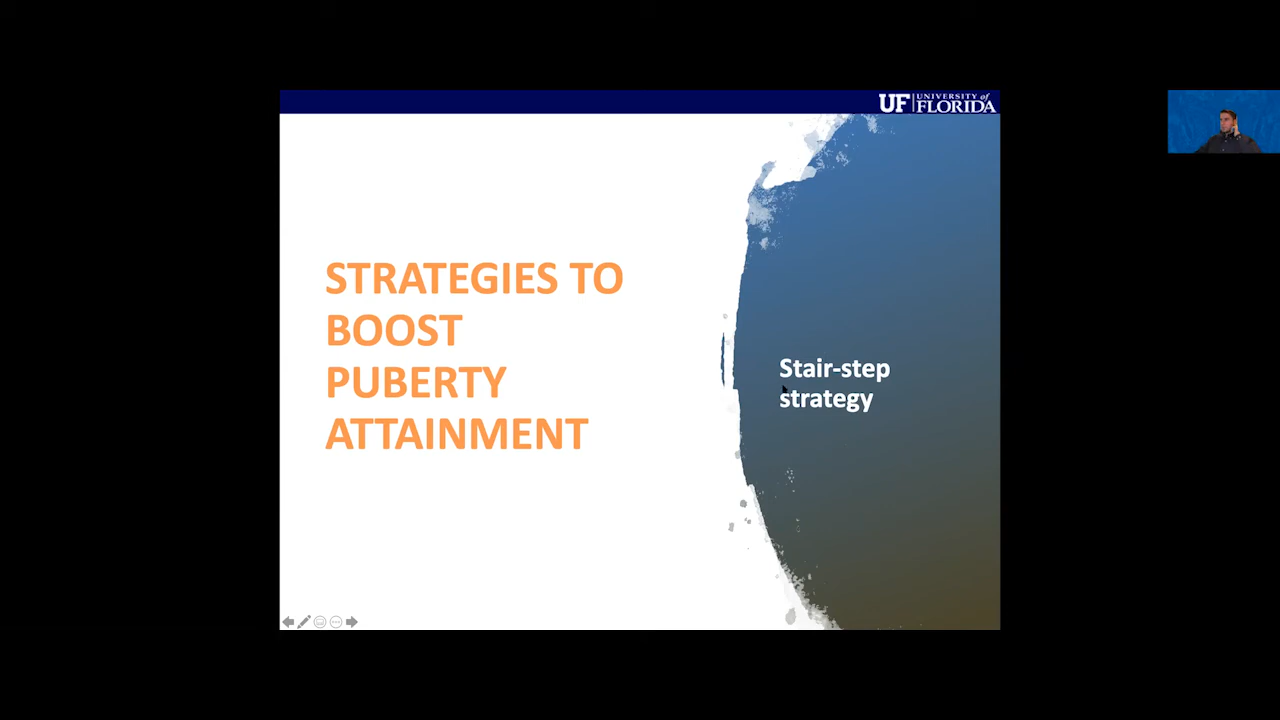 UF UNIVERSITY of
FLORIDA
STRATEGIES TO
BOOST
PUBERTY
ATTAINMENT
Stair-step
strategy